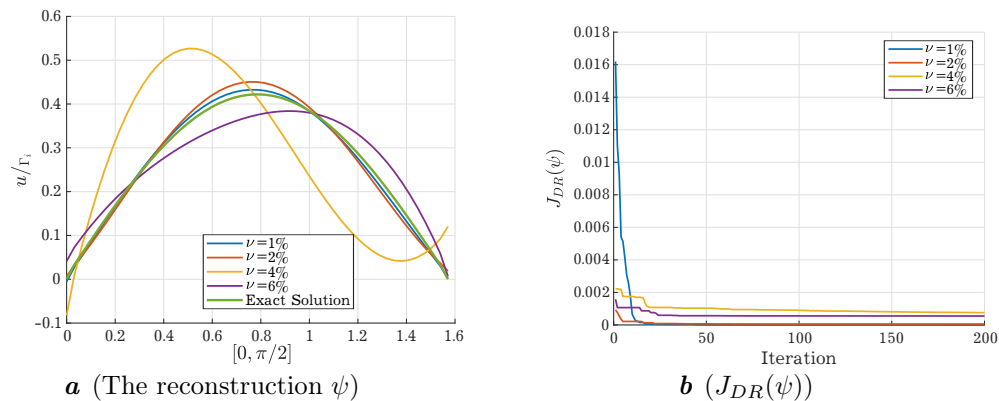 0.6
0.5
0.4
0.3
0.2
0.1
0
-0.1
u/Γᵢ
0 0.2 0.4 0.6 0.8 1 1.2 1.4 1.6
[0, π/2]
ν=1%
ν=2%
ν=4%
ν=6%
Exact Solution
a (The reconstruction ψ)
0.018
0.016
0.014
0.012
0.01
0.008
0.006
0.004
0.002
0
J_DR(ψ)
0 50 100 150 200
Iteration
ν=1%
ν=2%
ν=4%
ν=6%
b (J_DR(ψ))